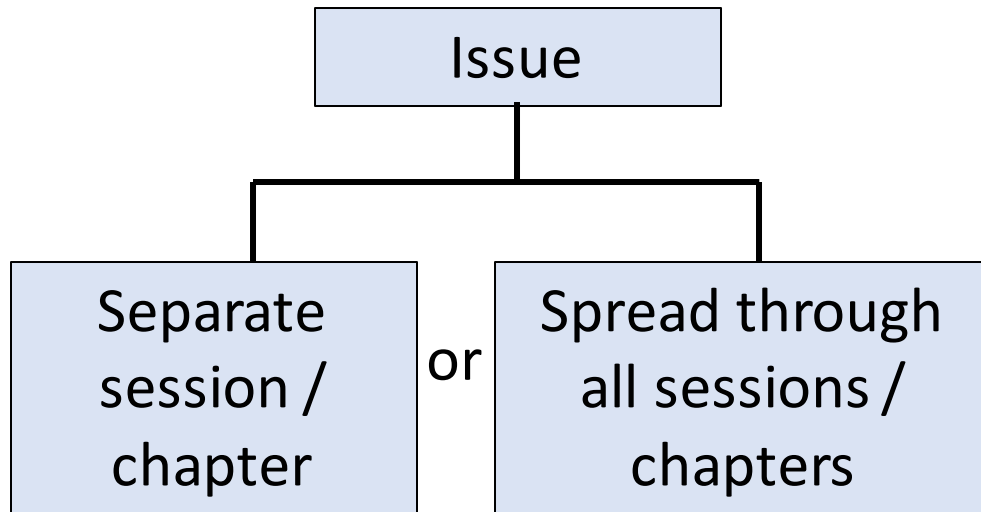 Issue
Separate
session /
chapter
or
Spread through
all sessions /
chapters